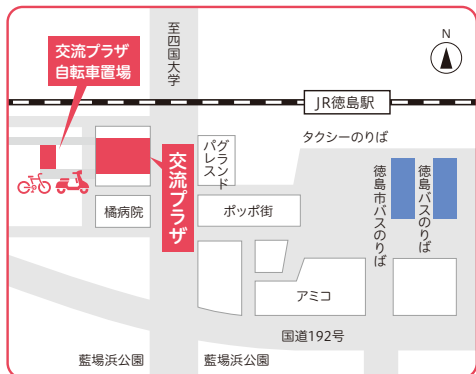 交流プラザ
自転車置場
至四国大学
N
JR徳島駅
タクシーのりば
グランド
パレス
交流プラザ
徳島市バスのりば
徳島バスのりば
橘病院
ポッポ街
アミコ
国道192号
藍場浜公園
藍場浜公園
P